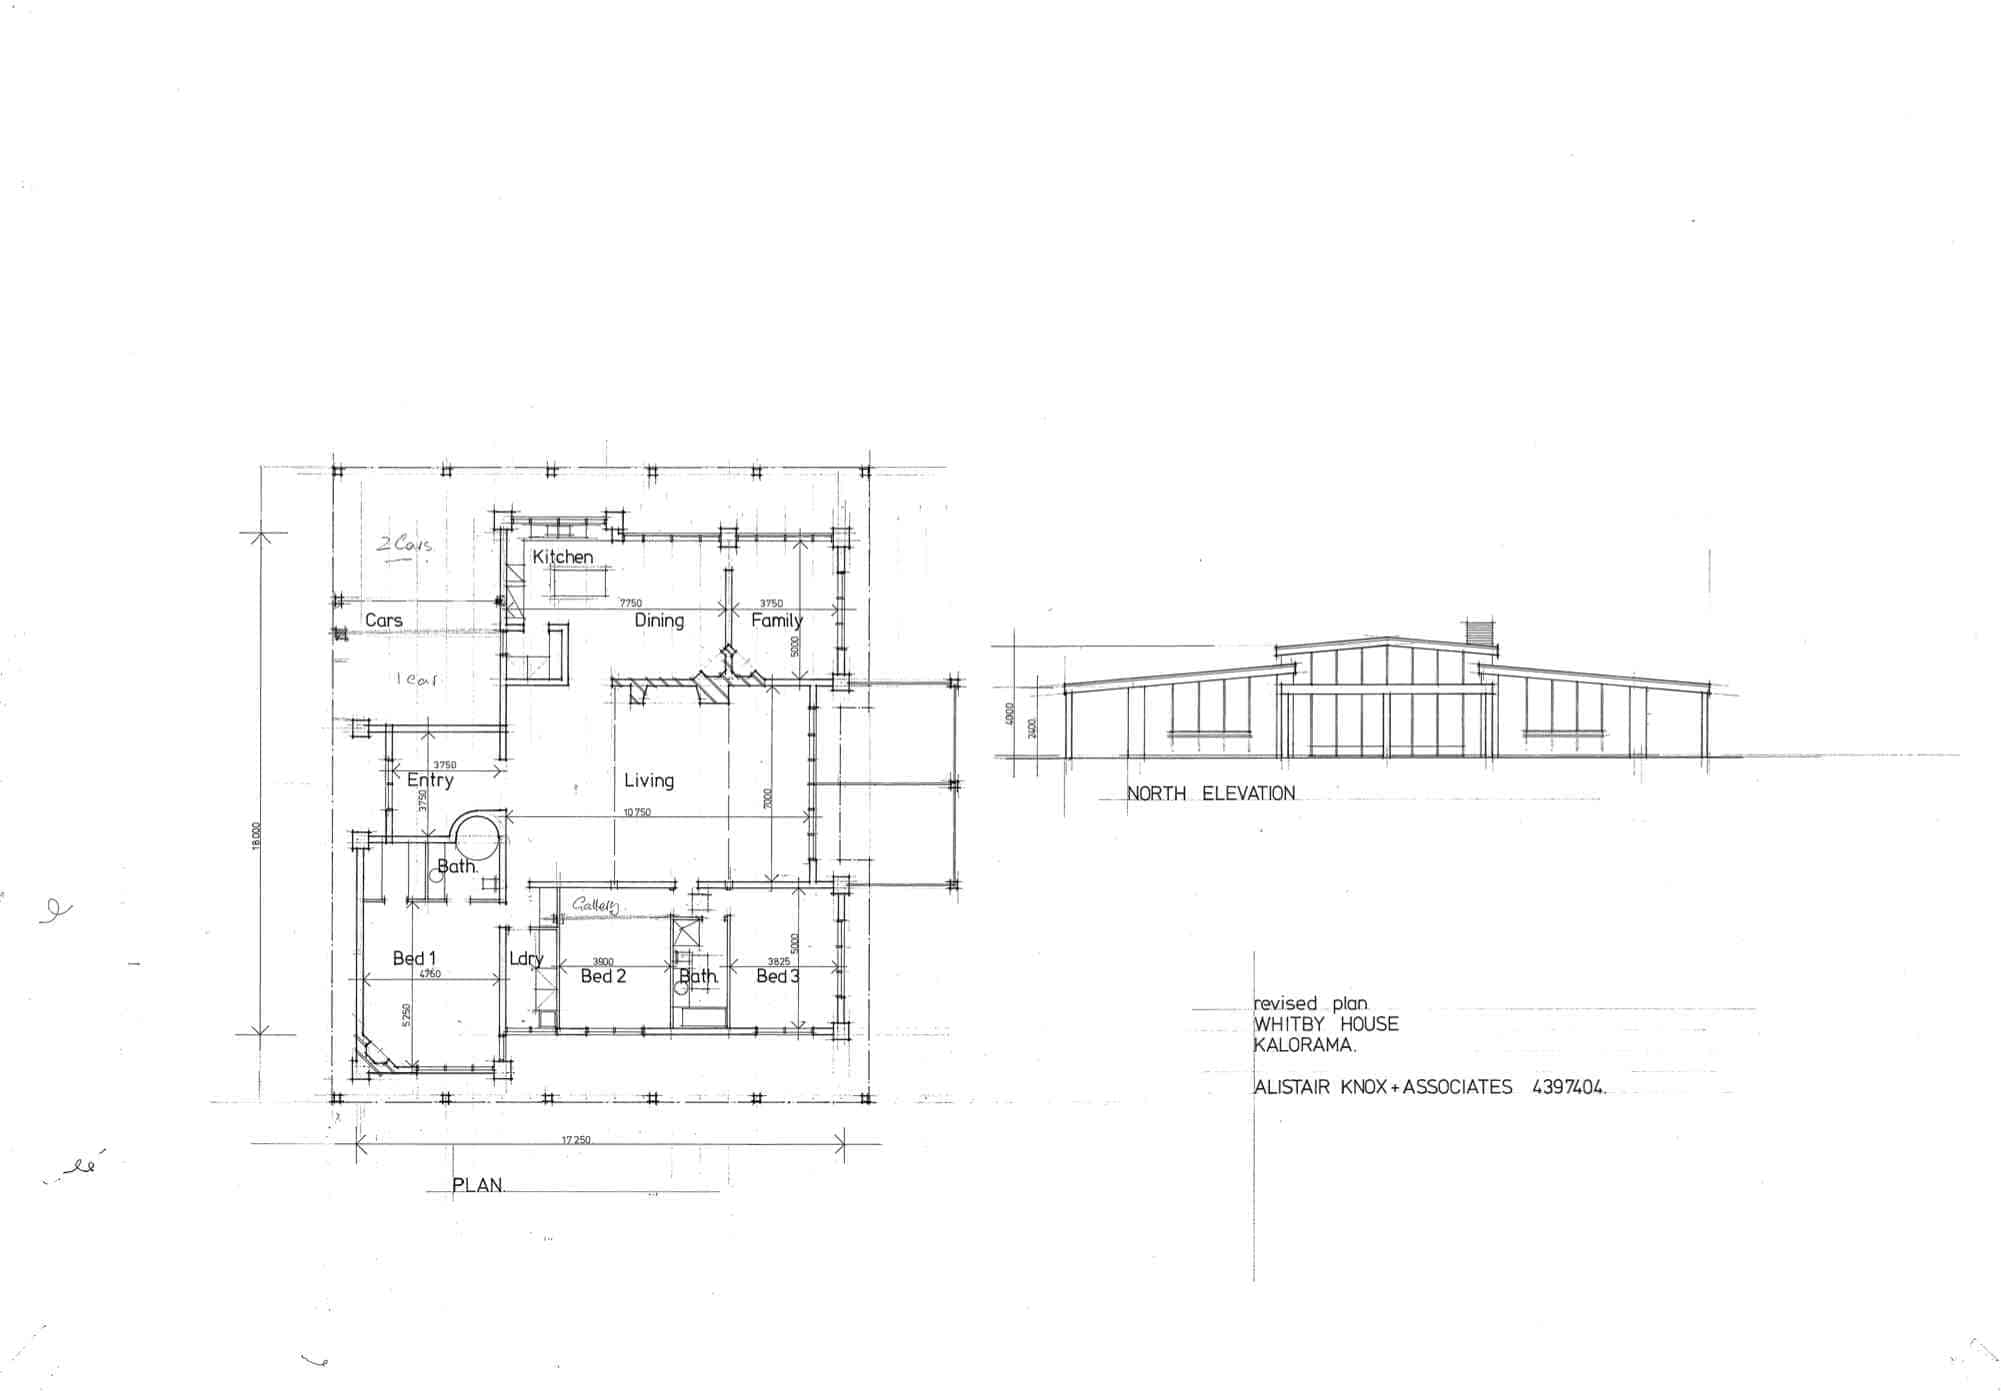 2 Cars
Kitchen
7750
3750
Cars
Dining
Family
5000
1 Car
3750
Entry
3750
Living
7000
10 750
18000
Bath.
Gallery.
5000
Bed 1
4760
Ldry
3900
Bed 2
Bath.
3825
Bed 3
5250
17 250
PLAN.
4000
2400
NORTH ELEVATION
revised plan
WHITBY HOUSE
KALORAMA.
ALISTAIR KNOX + ASSOCIATES 4397404.